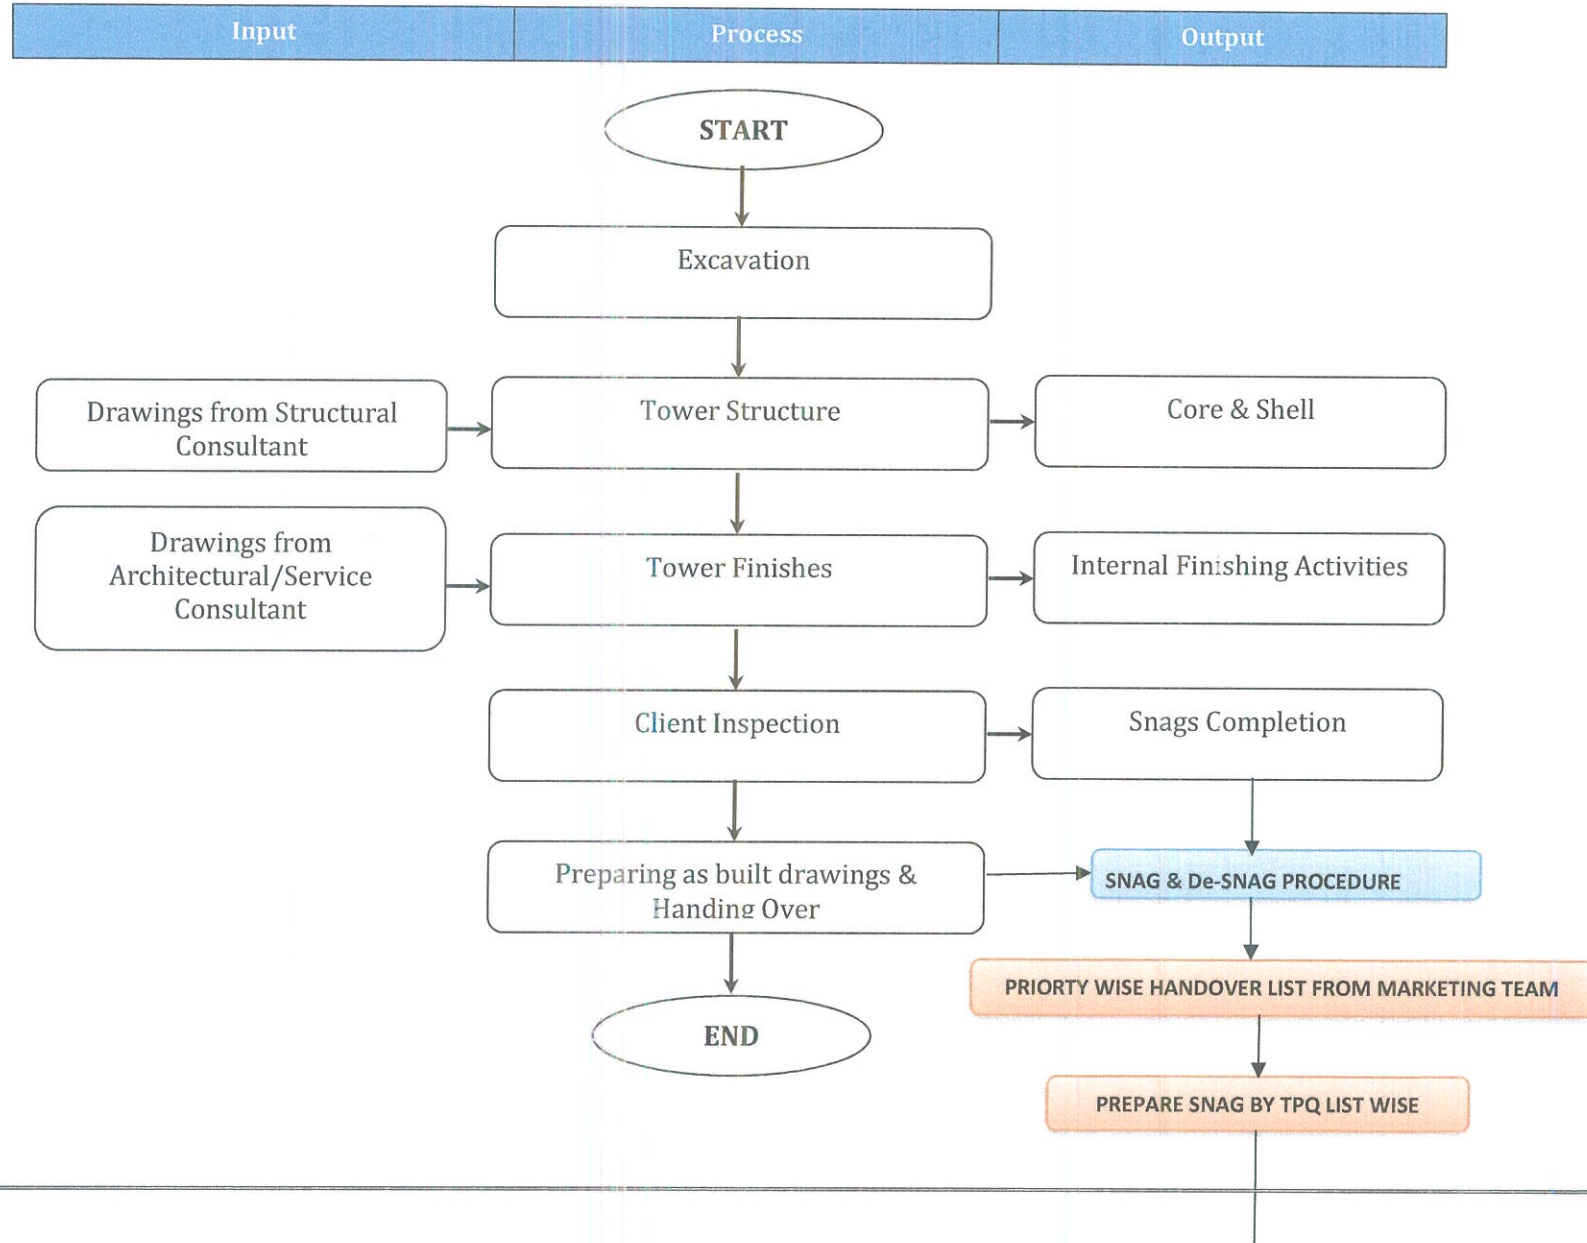 Input
Process
Output
START
Excavation
Drawings from Structural
Consultant
Tower Structure
Core & Shell
Drawings from
Architectural/Service
Consultant
Tower Finishes
Internal Finishing Activities
Client Inspection
Snags Completion
Preparing as built drawings &
Handing Over
SNAG & De-SNAG PROCEDURE
PRIORTY WISE HANDOVER LIST FROM MARKETING TEAM
END
PREPARE SNAG BY TPQ LIST WISE